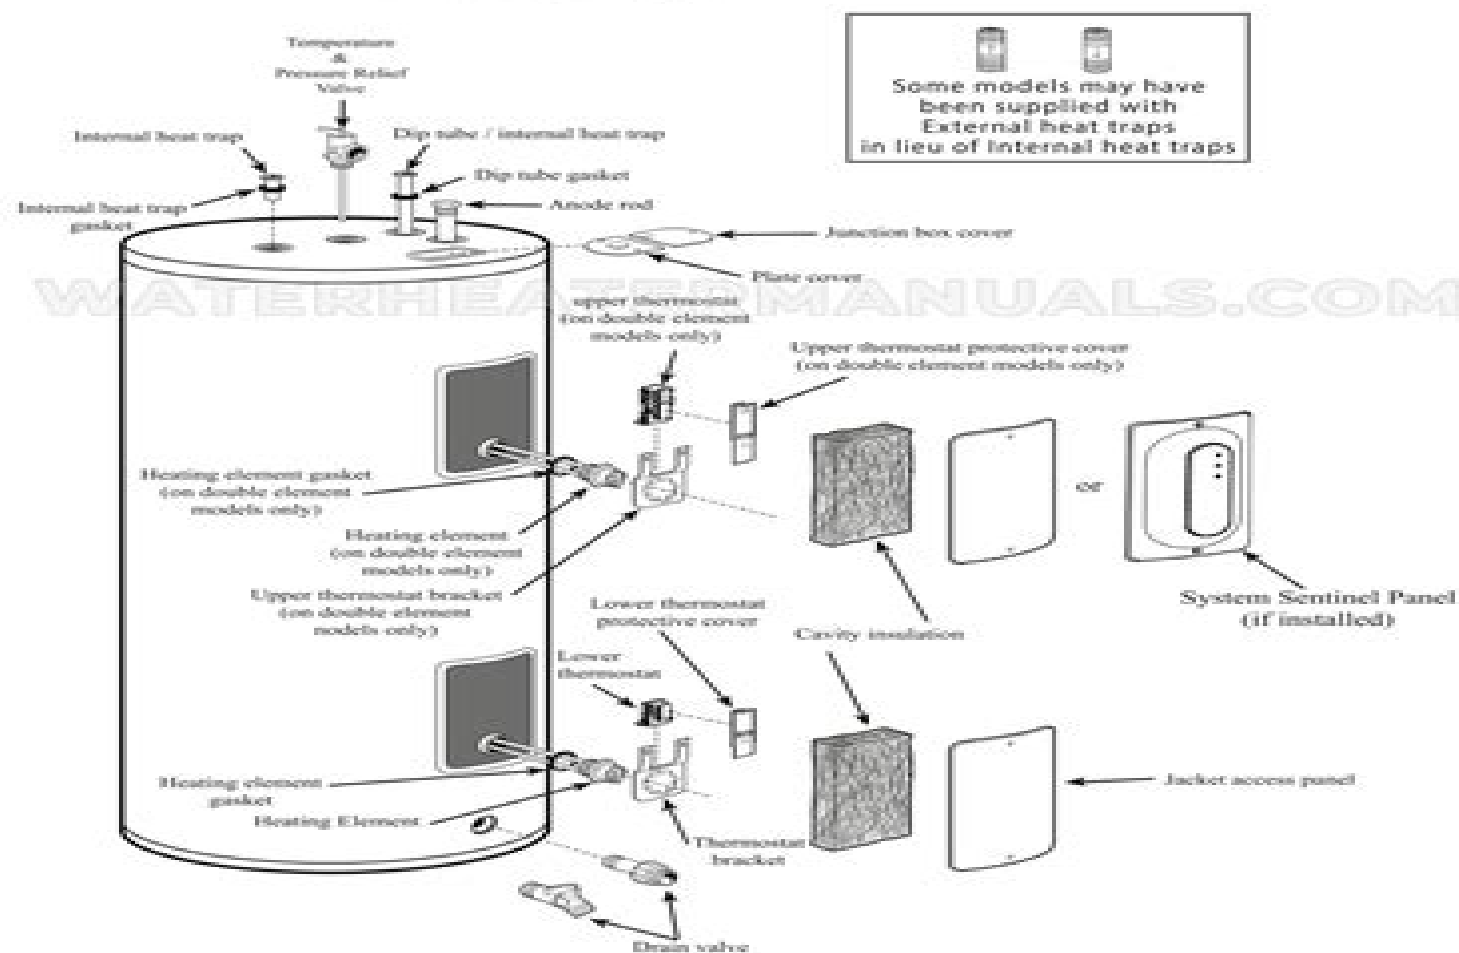 Temperature
&
Pressure Relief
Valve
Internal heat trap
Dip tube / internal heat trap
Dip tube gasket
Internal heat trap
gasket
Anode rod
Some models may have
been supplied with
External heat traps
in lieu of Internal heat traps
Junction box cover
Plate cover
WATERHEATERMANUALS.COM
upper thermostat
(on double element
models only)
Upper thermostat protective cover
(on double element models only)
Heating element gasket
(on double element
models only)
or
Heating element
(on double element
models only)
Upper thermostat bracket
(on double element
models only)
Lower thermostat
protective cover
Cavity insulation
System Sentinel Panel
(if installed)
Lower
thermostat
Heating element
gasket
Heating Element
Jacket access panel
Thermostat
bracket
Drain valve